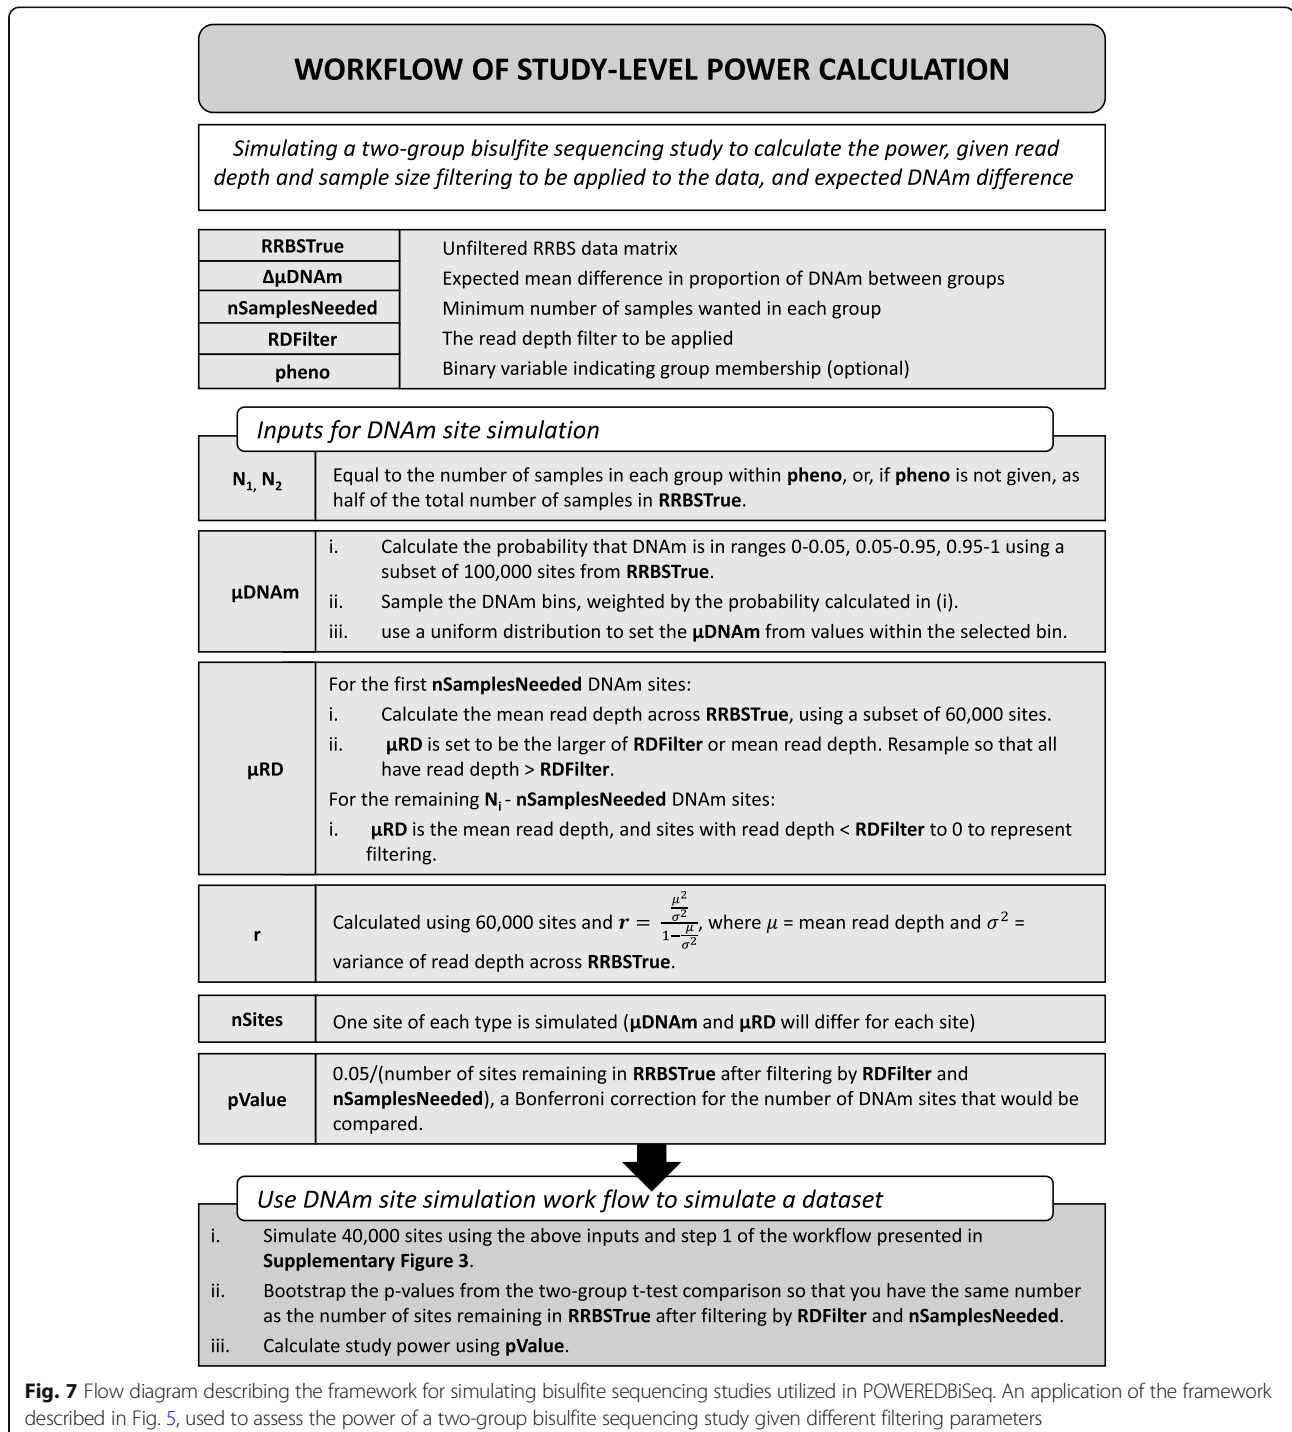 WORKFLOW OF STUDY-LEVEL POWER CALCULATION
Simulating a two-group bisulfite sequencing study to calculate the power, given read
depth and sample size filtering to be applied to the data, and expected DNAm difference
RRBSTrue Unfiltered RRBS data matrix
ΔµDNAm Expected mean difference in proportion of DNAm between groups
nSamplesNeeded Minimum number of samples wanted in each group
RDFilter The read depth filter to be applied
pheno Binary variable indicating group membership (optional)
Inputs for DNAm site simulation
N1, N2
Equal to the number of samples in each group within pheno, or, if pheno is not given, as
half of the total number of samples in RRBSTrue.
µDNAm
i. Calculate the probability that DNAm is in ranges 0-0.05, 0.05-0.95, 0.95-1 using a
subset of 100,000 sites from RRBSTrue.
ii. Sample the DNAm bins, weighted by the probability calculated in (i).
iii. use a uniform distribution to set the µDNAm from values within the selected bin.
µRD
For the first nSamplesNeeded DNAm sites:
i. Calculate the mean read depth across RRBSTrue, using a subset of 60,000 sites.
ii. µRD is set to be the larger of RDFilter or mean read depth. Resample so that all
have read depth > RDFilter.
For the remaining Ni - nSamplesNeeded DNAm sites:
i. µRD is the mean read depth, and sites with read depth < RDFilter to 0 to represent
filtering.
r
Calculated using 60,000 sites and r = (μ²/σ²)/(1−μ/σ²), where μ = mean read depth and σ² =
variance of read depth across RRBSTrue.
nSites One site of each type is simulated (µDNAm and µRD will differ for each site)
pValue
0.05/(number of sites remaining in RRBSTrue after filtering by RDFilter and
nSamplesNeeded), a Bonferroni correction for the number of DNAm sites that would be
compared.
Use DNAm site simulation work flow to simulate a dataset
i. Simulate 40,000 sites using the above inputs and step 1 of the workflow presented in
Supplementary Figure 3.
ii. Bootstrap the p-values from the two-group t-test comparison so that you have the same number
as the number of sites remaining in RRBSTrue after filtering by RDFilter and nSamplesNeeded.
iii. Calculate study power using pValue.
Fig. 7 Flow diagram describing the framework for simulating bisulfite sequencing studies utilized in POWEREDBiSeq. An application of the framework
described in Fig. 5, used to assess the power of a two-group bisulfite sequencing study given different filtering parameters